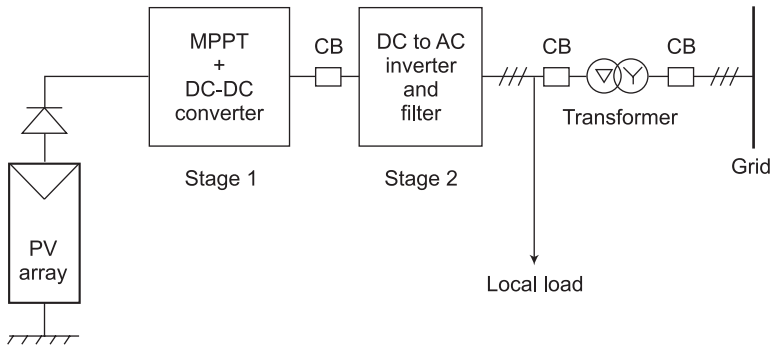 MPPT
+
DC-DC
converter
CB
DC to AC
inverter
and
filter
CB
CB
Transformer
Stage 1
Stage 2
Grid
PV
array
Local load